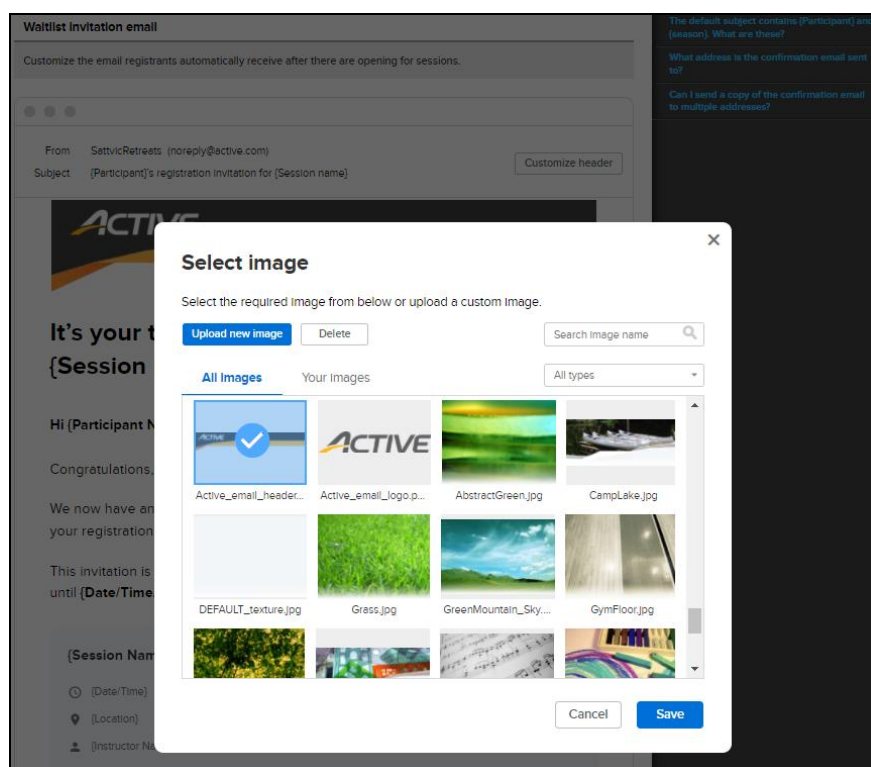 Waitlist invitation email
Customize the email registrants automatically receive after there are opening for sessions.
The default subject contains {Participant} and
{season}. What are these?
What address is the confirmation email sent
to?
Can I send a copy of the confirmation email
to multiple addresses?
From SattvicRetreats (noreply@active.com)
Subject {Participant}'s registration invitation for {Session name}
Customize header
ACTIVE
It's your t
{Session
Hi {Participant N
Congratulations,
We now have an
your registration
This invitation is
until {Date/Time.
{Session Nam
{Date/Time}
{Location}
{Instructor Na
Select image
Select the required image from below or upload a custom image.
Upload new image Delete Search image name
All images Your images All types
ACTIVE ACTIVE
Active_email_header... Active_email_logo.p... AbstractGreen.jpg CampLake.jpg
DEFAULT_texture.jpg Grass.jpg GreenMountain_Sky.... GymFloor.jpg
Cancel Save